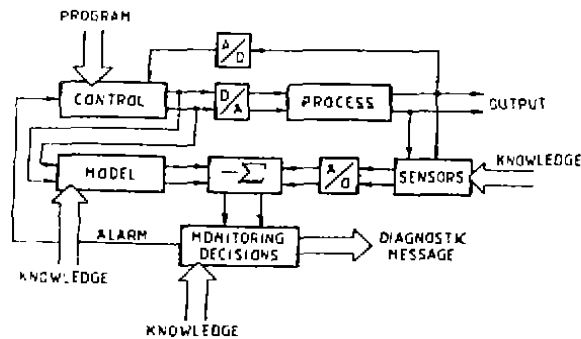 PROGRAM
A/D
CONTROL
D/A
PROCESS
OUTPUT
KNOWLEDGE
MODEL
-Σ
A/D
SENSORS
ALARM
MONITORING
DECISIONS
DIAGNOSTIC
MESSAGE
KNOWLEDGE
KNOWLEDGE